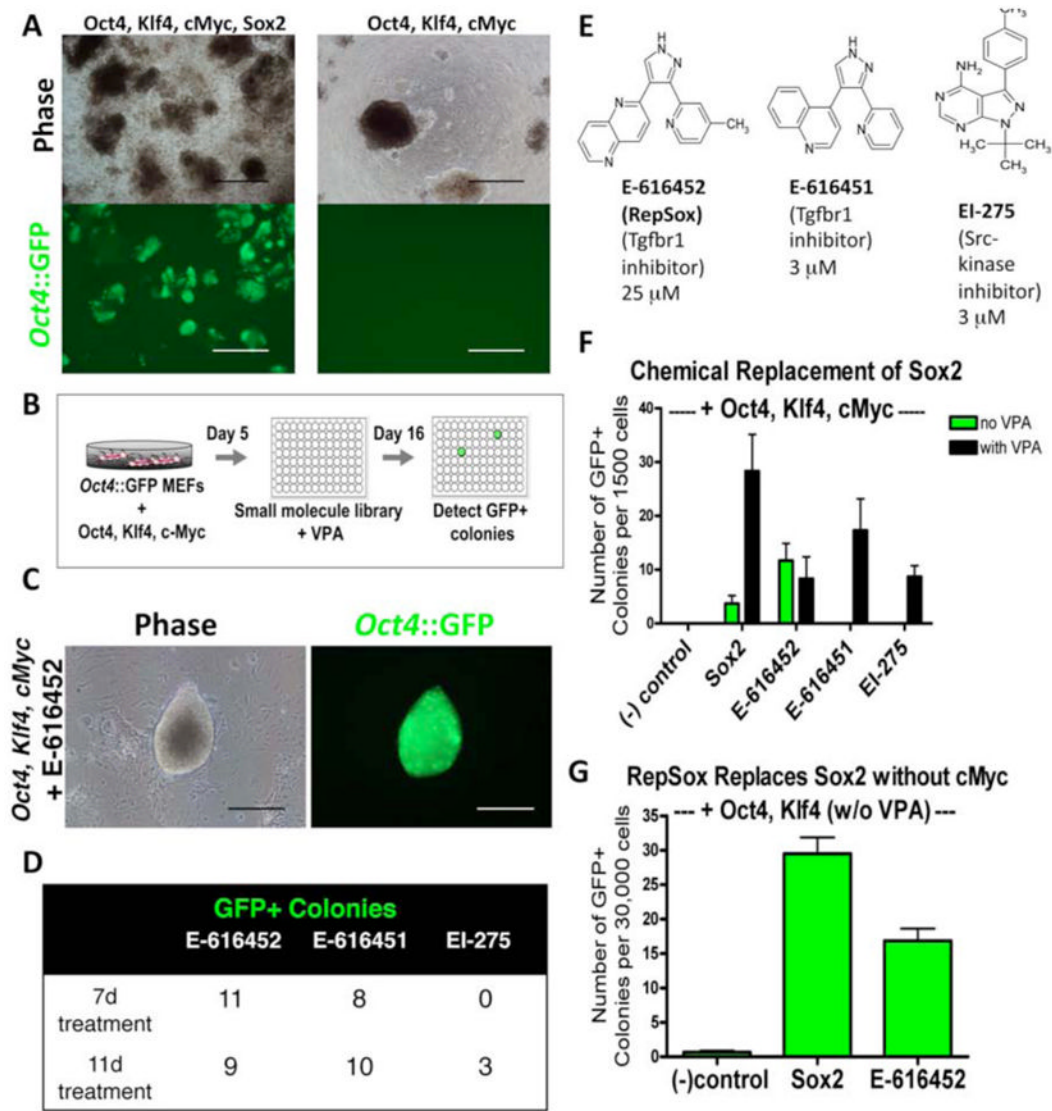 A
Oct4, Klf4, cMyc, Sox2
Oct4, Klf4, cMyc
Phase
Oct4::GFP
B
Day 5
Day 16
Oct4::GFP MEFs
+
Oct4, Klf4, c-Myc
Small molecule library
+ VPA
Detect GFP+
colonies
C
Phase
Oct4::GFP
Oct4, Klf4, cMyc
+ E-616452
D
GFP+ Colonies
E-616452 E-616451 EI-275
7d
treatment
11 8 0
11d
treatment
9 10 3
E
H
N
N
N
N
N
CH3
E-616452
(RepSox)
(Tgfbr1
inhibitor)
25 μM
H
N
N
N
N
E-616451
(Tgfbr1
inhibitor)
3 μM
CH3
NH2
N
N
N
N
H3C
CH3
H3C
EI-275
(Src-
kinase
inhibitor)
3 μM
F
Chemical Replacement of Sox2
----- + Oct4, Klf4, cMyc -----
no VPA
with VPA
Number of GFP+
Colonies per 1500 cells
40
30
20
10
0
(-) control
Sox2
E-616452
E-616451
EI-275
G
RepSox Replaces Sox2 without cMyc
--- + Oct4, Klf4 (w/o VPA) ---
Number of GFP+
Colonies per 30,000 cells
35
30
25
20
15
10
5
0
(-)control Sox2 E-616452